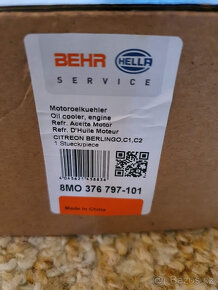 BEHR HELLA
SERVICE
Motoroelkuehler
Oil cooler, engine
Refr. Aceite Motor
Refr. D'Huile Moteur
CITREON BERLINGO,C1,C2
1 Stueck/piece
8MO 376 797-101
Made in China